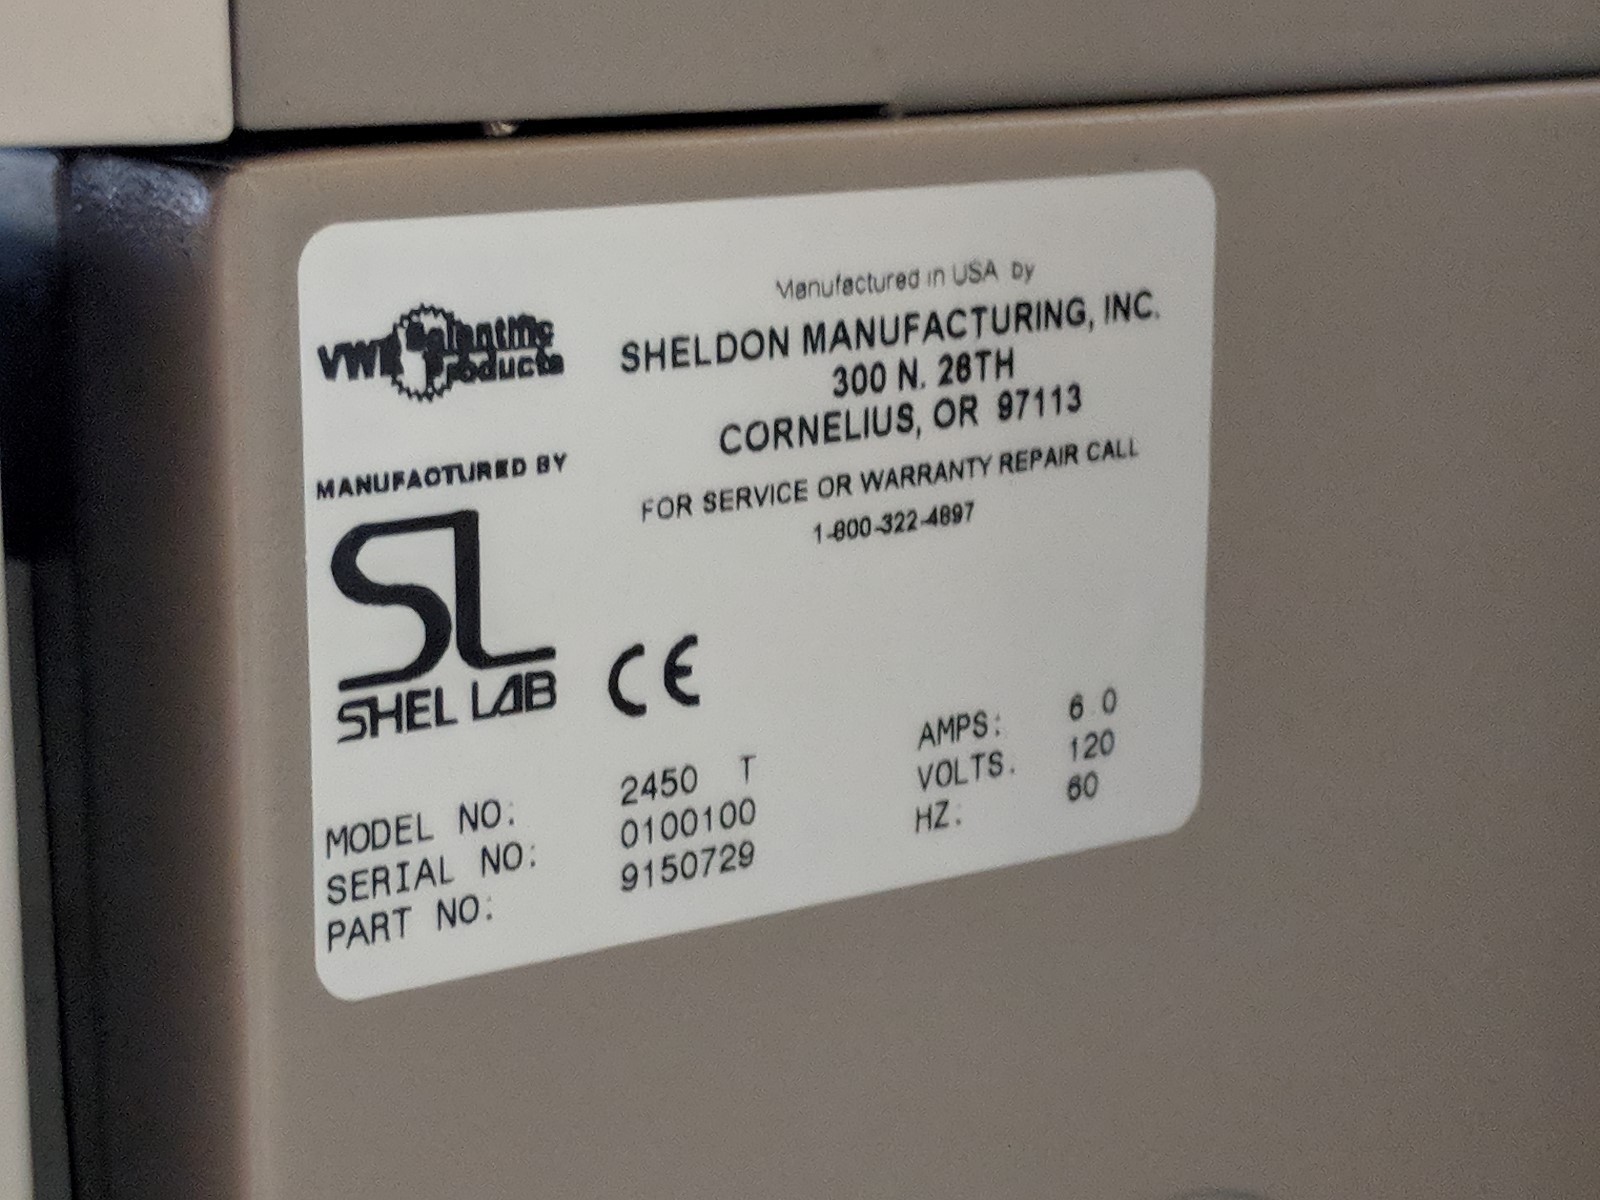 VWR Scientific Products
MANUFACTURED BY
SL
SHEL LAB
CE
Manufactured in USA by
SHELDON MANUFACTURING, INC.
300 N. 26TH
CORNELIUS, OR 97113
FOR SERVICE OR WARRANTY REPAIR CALL
1-800-322-4897
MODEL NO: 2450 T
SERIAL NO: 0100100
PART NO: 9150729
AMPS: 6.0
VOLTS: 120
HZ: 60